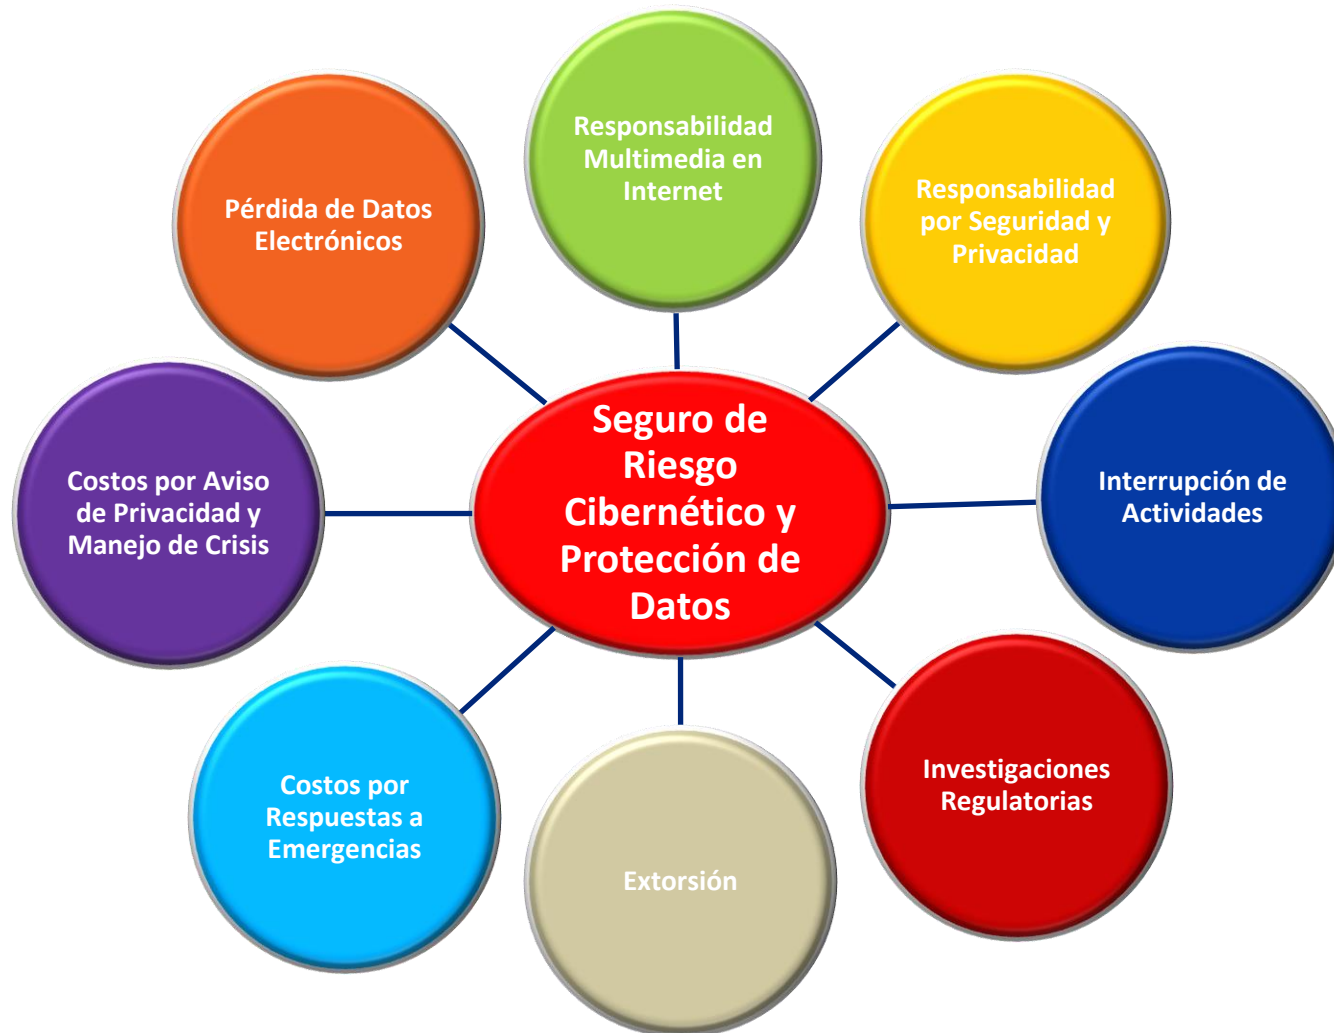 Responsabilidad
Multimedia en
Internet
Responsabilidad
por Seguridad y
Privacidad
Interrupción de
Actividades
Investigaciones
Regulatorias
Extorsión
Costos por
Respuestas a
Emergencias
Costos por Aviso
de Privacidad y
Manejo de Crisis
Pérdida de Datos
Electrónicos
Seguro de
Riesgo
Cibernético y
Protección de
Datos